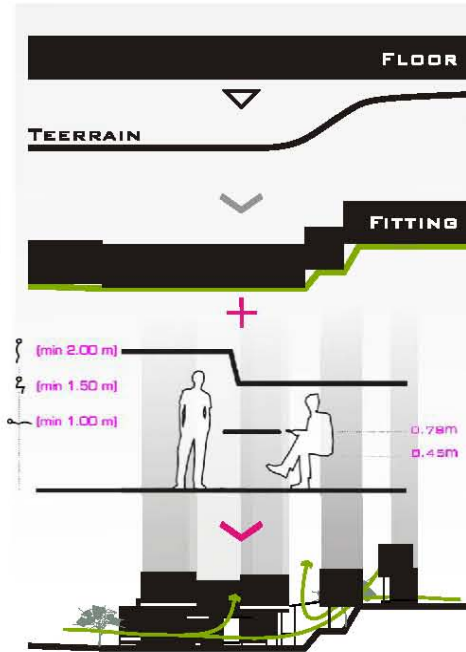 FLOOR
TEERRAIN
FITTING
(min 2.00 m)
(min 1.50 m)
(min 1.00 m)
0.78m
0.45m